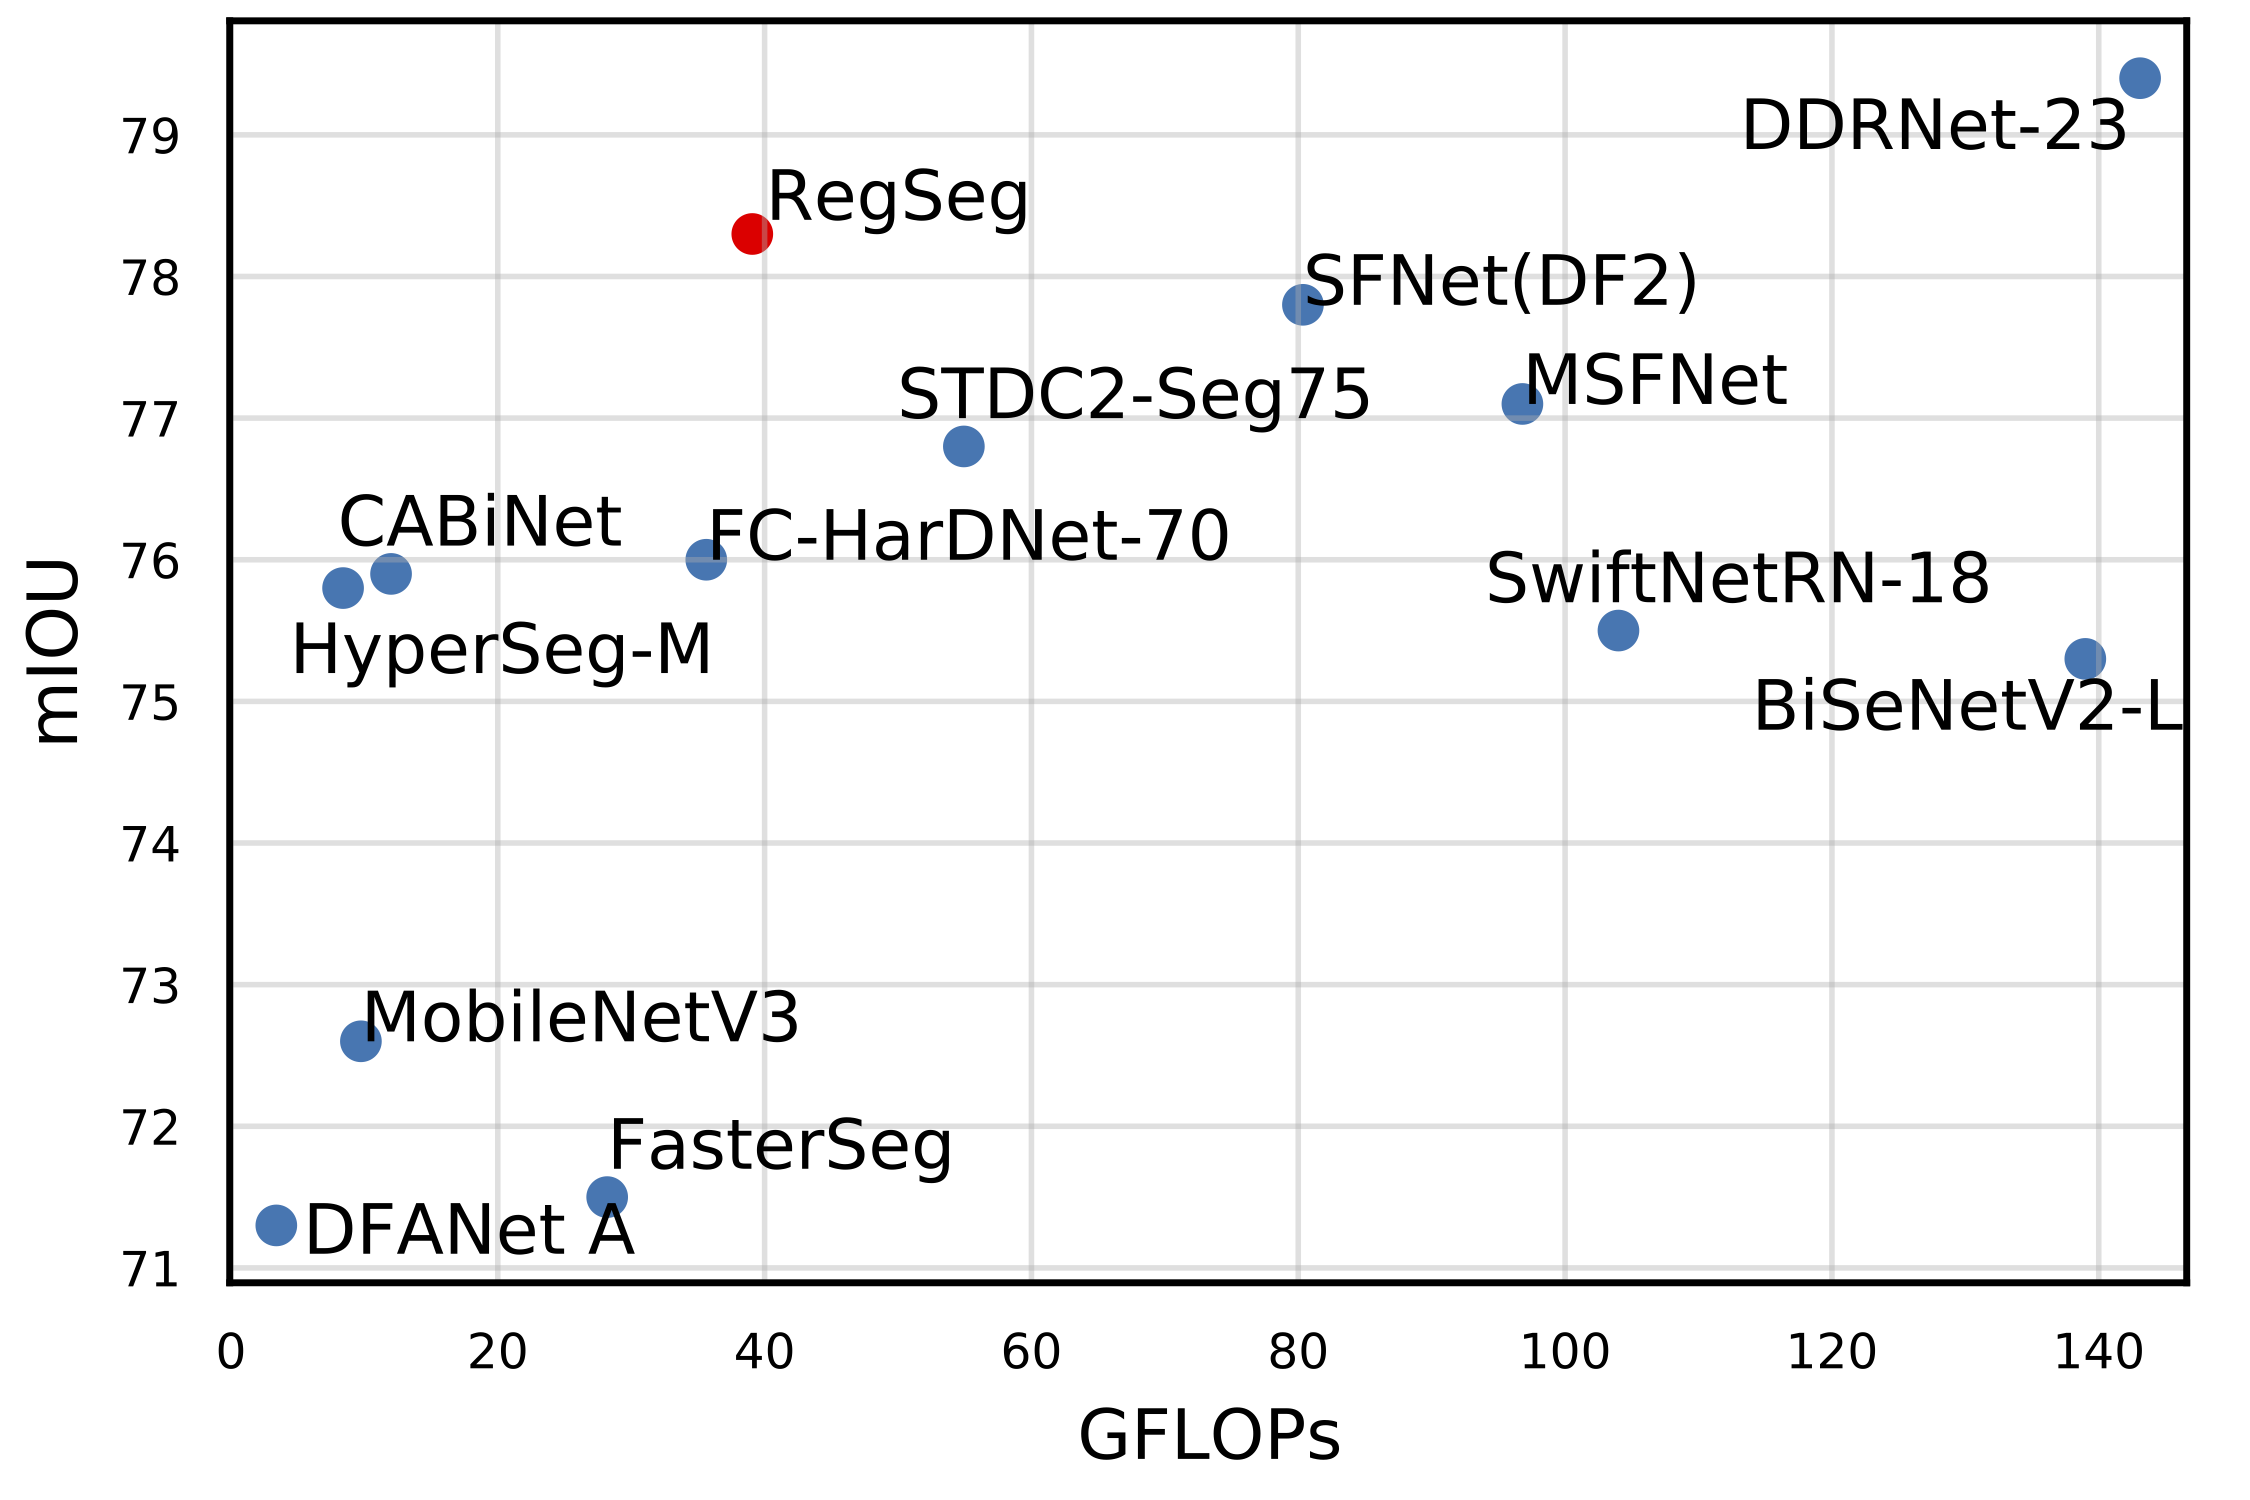 DDRNet-23
79
RegSeg
78
SFNet(DF2)
MSFNet
STDC2-Seg75
77
CABiNet
FC-HarDNet-70
76
SwiftNetRN-18
HyperSeg-M
mIOU
75
BiSeNetV2-L
74
73
MobileNetV3
72
FasterSeg
DFANet A
71
0 20 40 60 80 100 120 140
GFLOPs